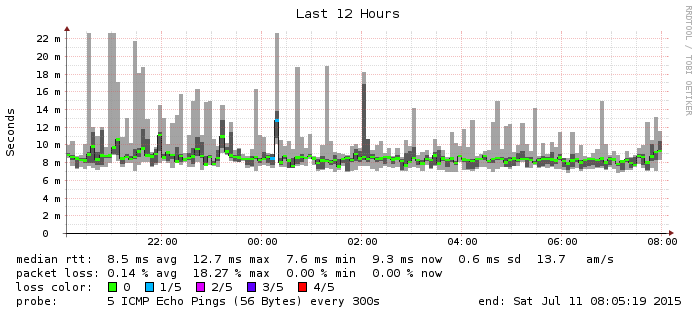 Last 12 Hours
RRDTOOL / TOBI OETIKER
Seconds
22 m
20 m
18 m
16 m
14 m
12 m
10 m
8 m
6 m
4 m
2 m
0
22:00 00:00 02:00 04:00 06:00 08:00
median rtt: 8.5 ms avg 12.7 ms max 7.6 ms min 9.3 ms now 0.6 ms sd 13.7 am/s
packet loss: 0.14 % avg 18.27 % max 0.00 % min 0.00 % now
loss color: 0 1/5 2/5 3/5 4/5
probe: 5 ICMP Echo Pings (56 Bytes) every 300s end: Sat Jul 11 08:05:19 2015